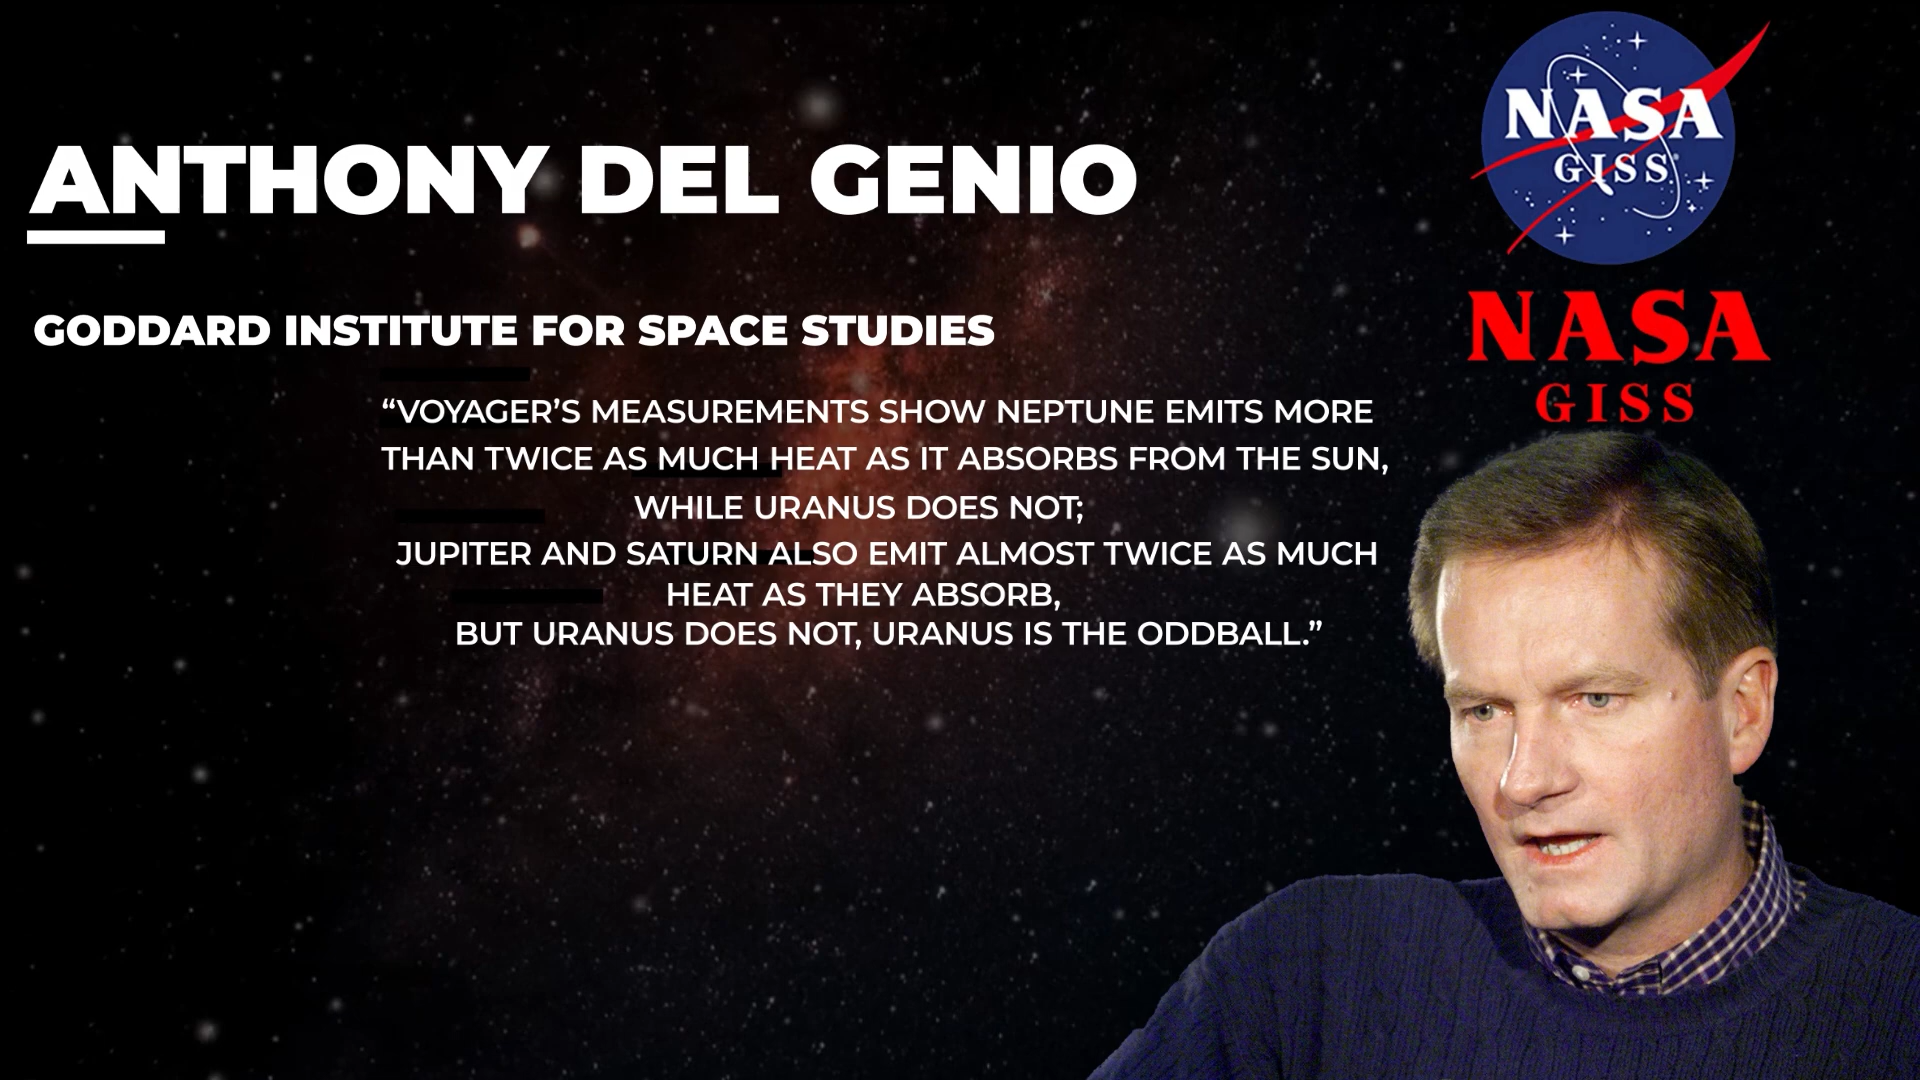 NASA
GISS
ANTHONY DEL GENIO
NASA
GISS
GODDARD INSTITUTE FOR SPACE STUDIES
“VOYAGER’S MEASUREMENTS SHOW NEPTUNE EMITS MORE
THAN TWICE AS MUCH HEAT AS IT ABSORBS FROM THE SUN,
WHILE URANUS DOES NOT;
JUPITER AND SATURN ALSO EMIT ALMOST TWICE AS MUCH
HEAT AS THEY ABSORB,
BUT URANUS DOES NOT, URANUS IS THE ODDBALL.”